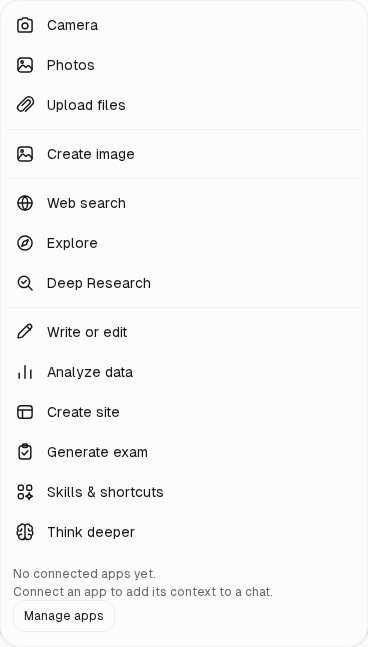 Camera
Photos
Upload files
Create image
Web search
Explore
Deep Research
Write or edit
Analyze data
Create site
Generate exam
Skills & shortcuts
Think deeper
No connected apps yet.
Connect an app to add its context to a chat.
Manage apps